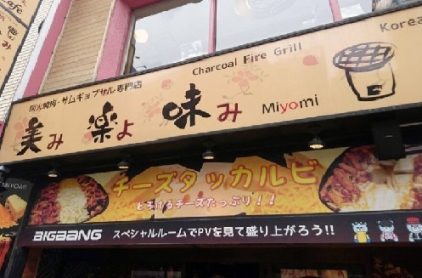 Charcoal Fire Grill
Korea
炭火焼肉・サムギョプサル専門店
美み 楽よ 味み
Miyomi
チーズタッカルビ
とろけるチーズたっぷり！！
BIGBANG スペシャルルームでPVを見て盛り上がろう!!